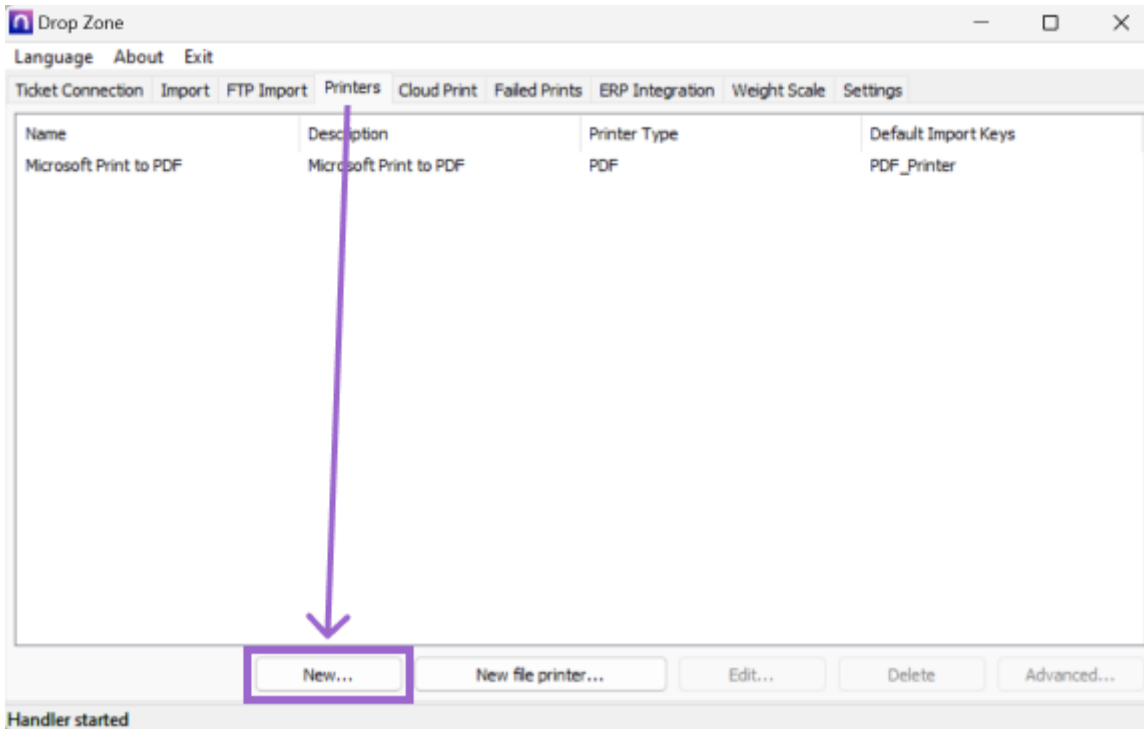 Drop Zone
Language About Exit
Ticket Connection Import FTP Import Printers Cloud Print Failed Prints ERP Integration Weight Scale Settings
Name Description Printer Type Default Import Keys
Microsoft Print to PDF Microsoft Print to PDF PDF PDF_Printer
New... New file printer... Edit... Delete Advanced...
Handler started